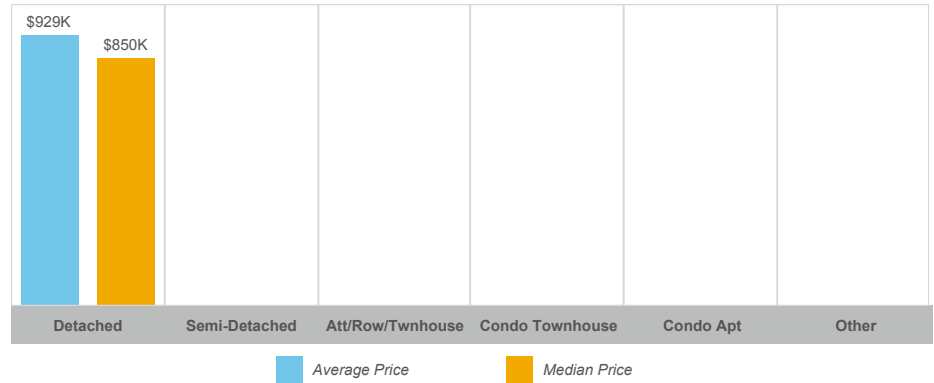 $929K
$850K
Detached Semi-Detached Att/Row/Twnhouse Condo Townhouse Condo Apt Other
Average Price Median Price